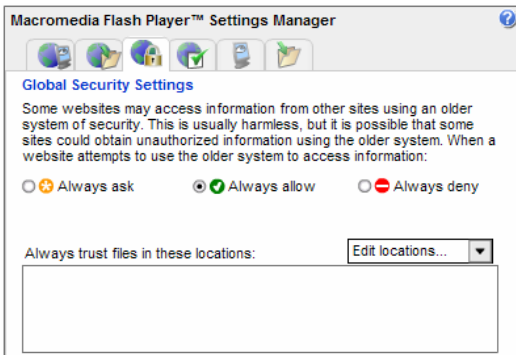 Macromedia Flash Player™ Settings Manager
Global Security Settings
Some websites may access information from other sites using an older
system of security. This is usually harmless, but it is possible that some
sites could obtain unauthorized information using the older system. When a
website attempts to use the older system to access information:
Always ask Always allow Always deny
Always trust files in these locations: Edit locations...